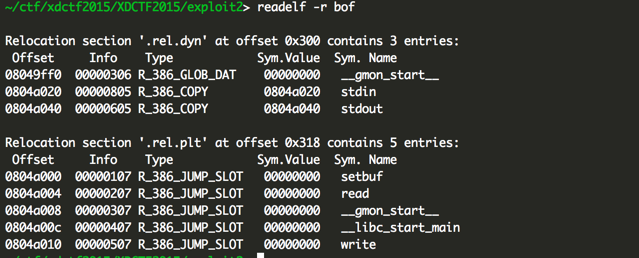 ~/ctf/xdctf2015/XDCTF2015/exploit2> readelf -r bof
Relocation section '.rel.dyn' at offset 0x300 contains 3 entries:
Offset Info Type Sym.Value Sym. Name
08049ff0 00000306 R_386_GLOB_DAT 00000000 __gmon_start__
0804a020 00000805 R_386_COPY 0804a020 stdin
0804a040 00000605 R_386_COPY 0804a040 stdout
Relocation section '.rel.plt' at offset 0x318 contains 5 entries:
Offset Info Type Sym.Value Sym. Name
0804a000 00000107 R_386_JUMP_SLOT 00000000 setbuf
0804a004 00000207 R_386_JUMP_SLOT 00000000 read
0804a008 00000307 R_386_JUMP_SLOT 00000000 __gmon_start__
0804a00c 00000407 R_386_JUMP_SLOT 00000000 __libc_start_main
0804a010 00000507 R_386_JUMP_SLOT 00000000 write